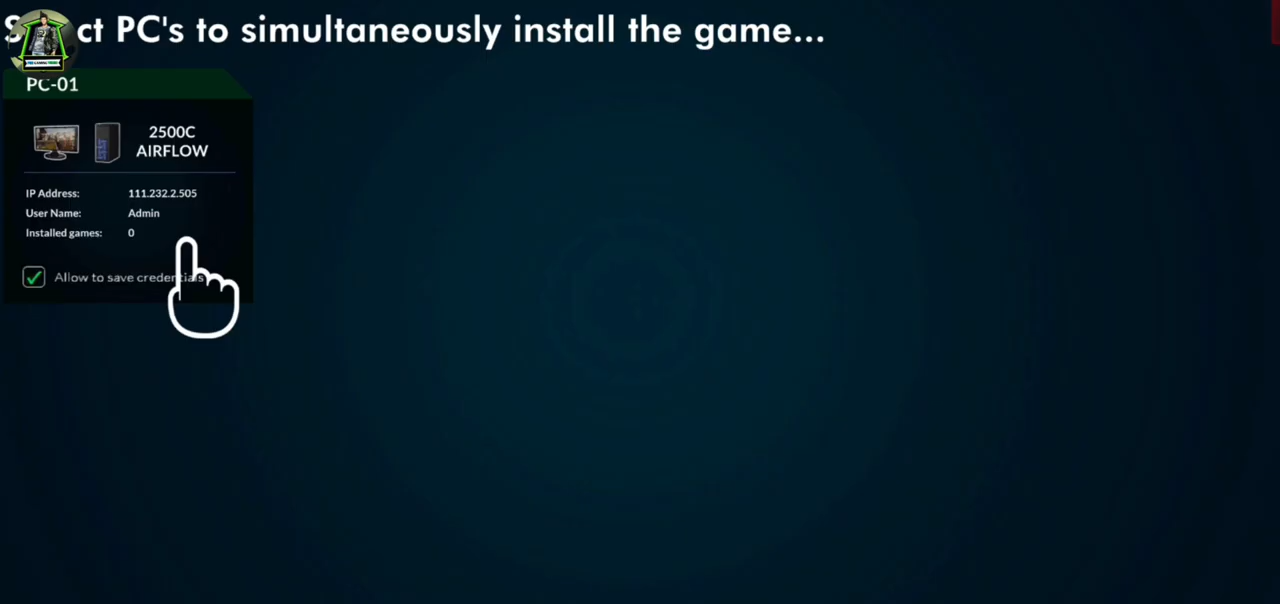 ct PC's to simultaneously install the game...
PC-01
2500C
AIRFLOW
IP Address: 111.232.2.505
User Name: Admin
Installed games: 0
Allow to save credentials